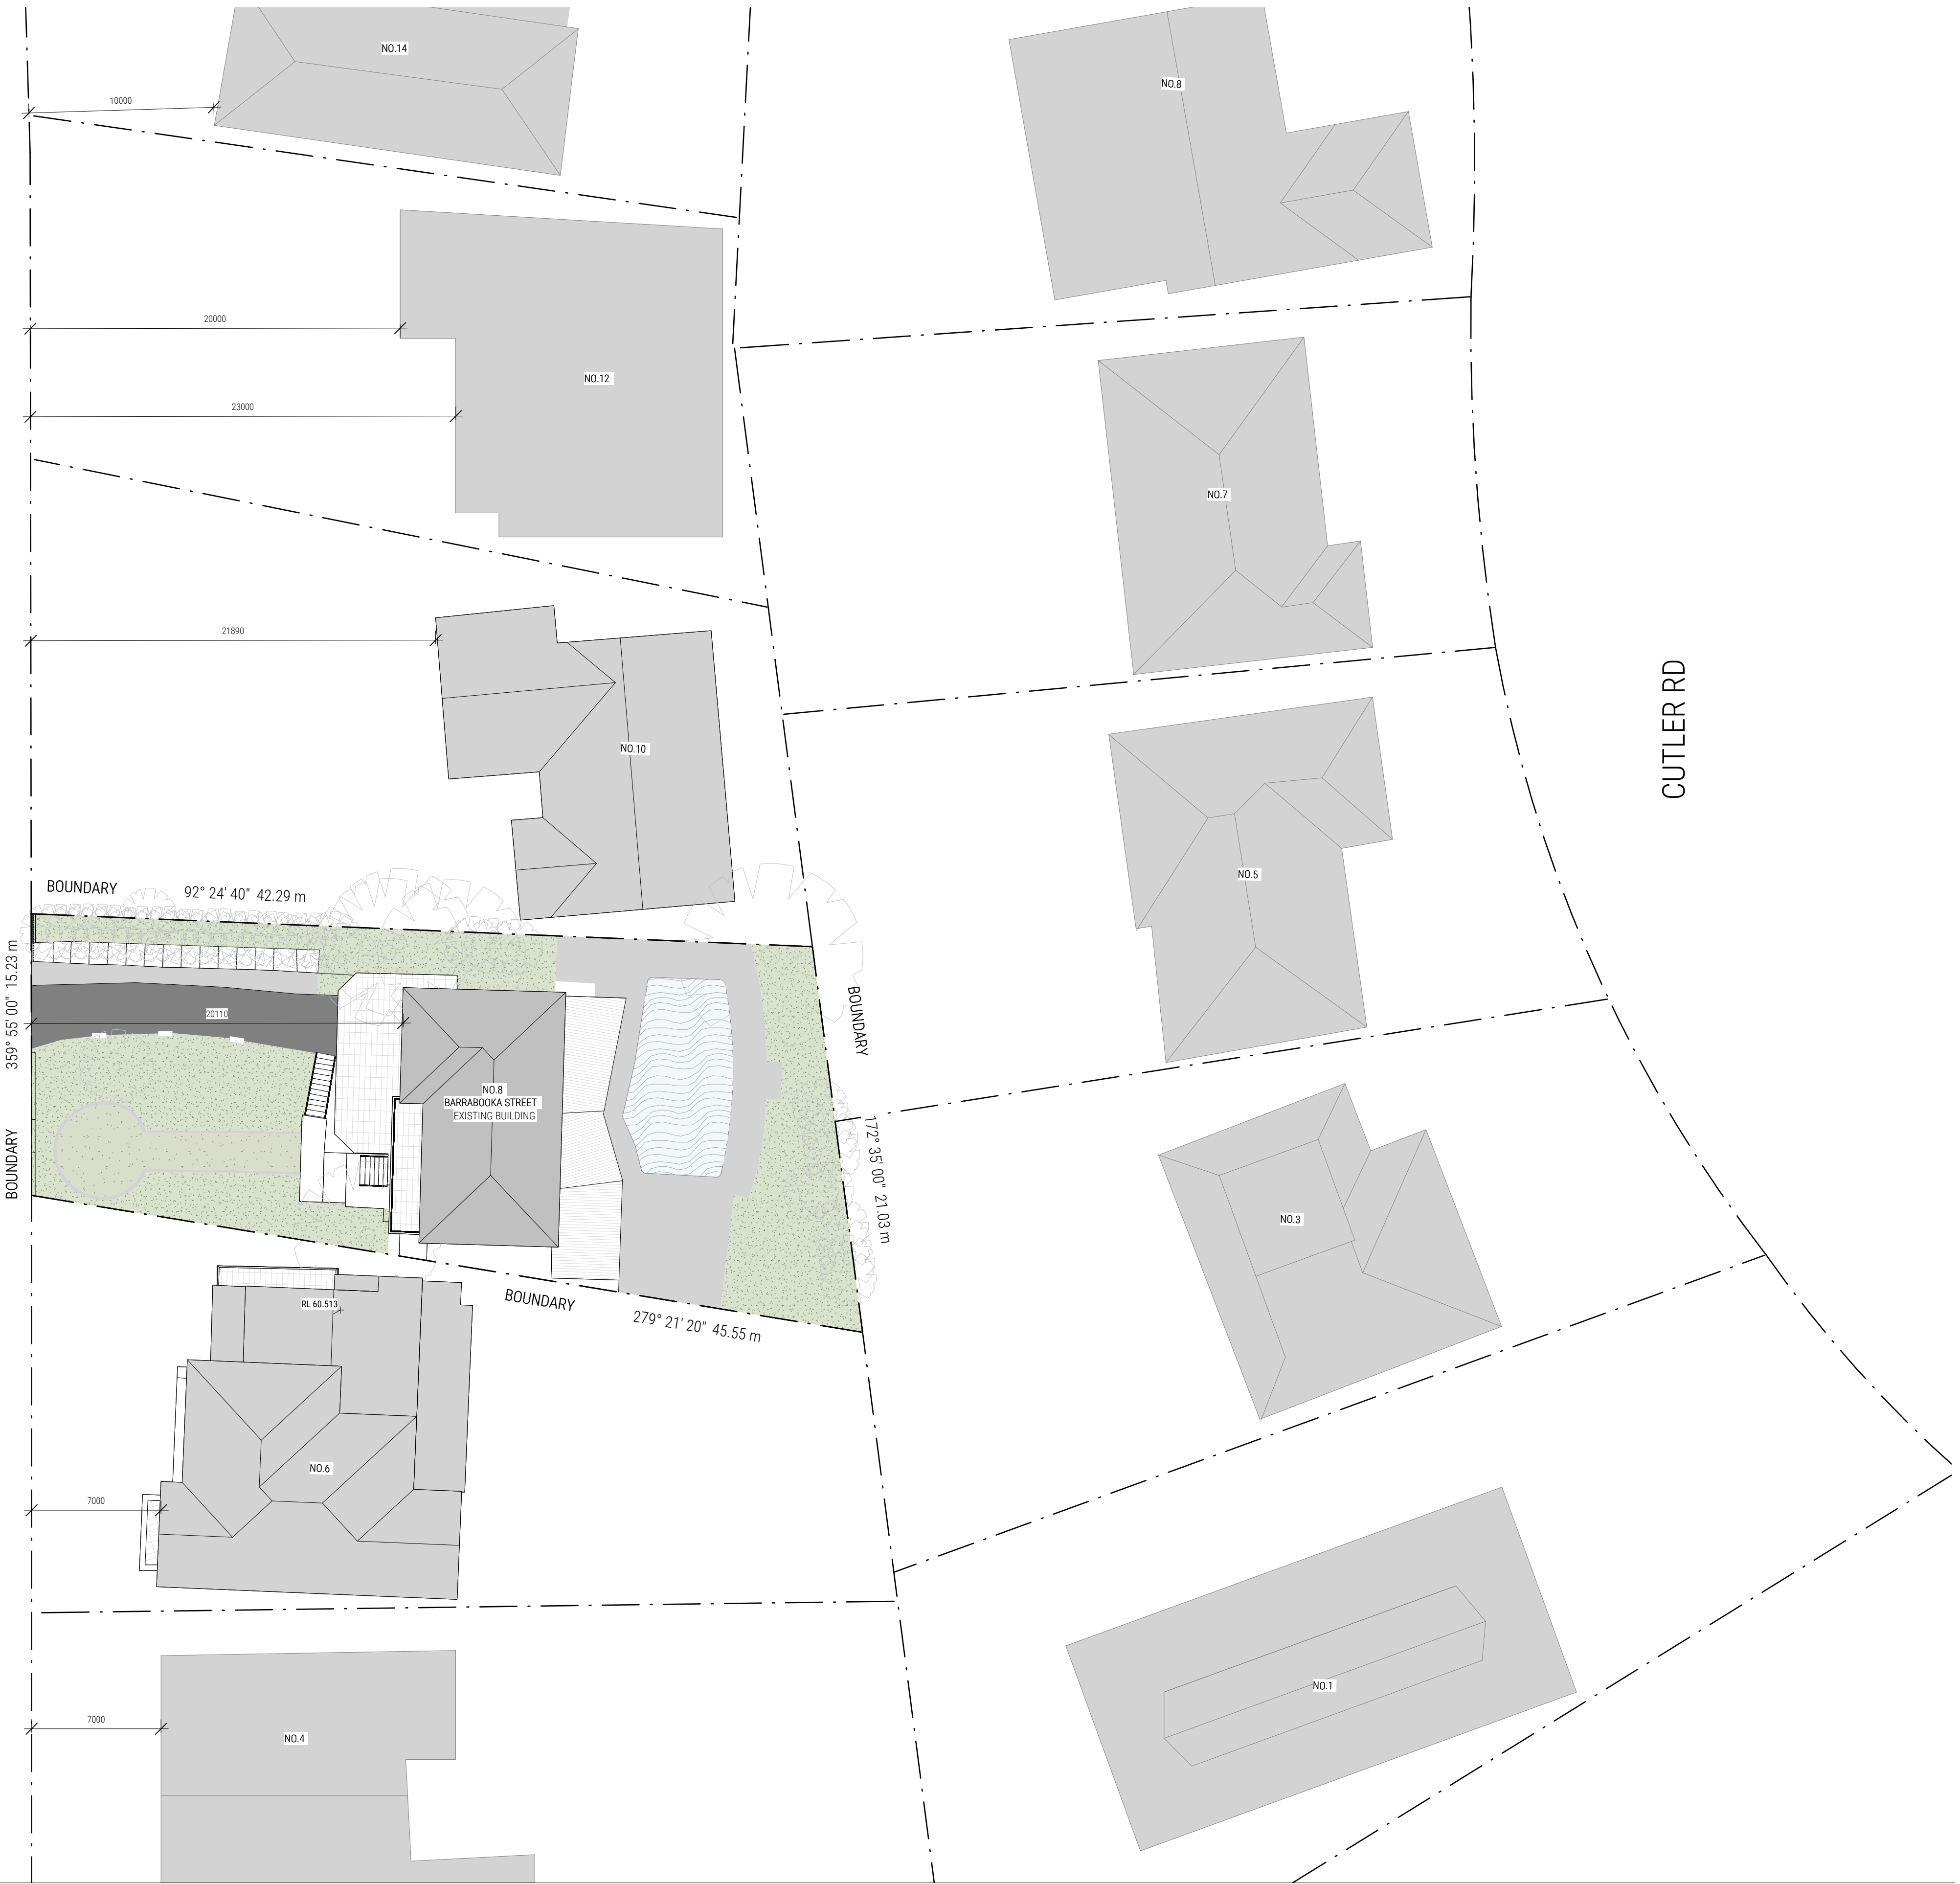 NO.14
NO.8
10000
20000
NO.12
23000
NO.7
21890
NO.10
CUTLER RD
NO.5
BOUNDARY
92° 24' 40" 42.29 m
359° 55' 00" 15.23 m
BOUNDARY
20110
BOUNDARY
NO.8
BARRABOOKA STREET
EXISTING BUILDING
172° 35' 00" 21.03 m
NO.3
RL 60.513
BOUNDARY
279° 21' 20" 45.55 m
NO.6
7000
NO.1
7000
NO.4